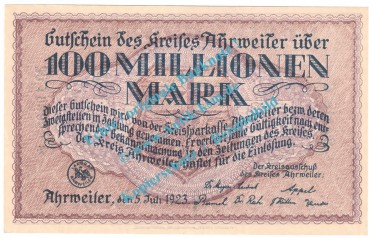 Gutschein des Kreises Ahrweiler über
100 MILLIONEN
MARK
Dieser Gutschein wird von der Kreissparkasse Ahrweiler bezw. deren
Zweigstellen in Zahlung genommen. Er verliert seine Gültigkeit nach ent-
sprechender Bekanntmachung in den Zeitungen des Kreises.
der Kreis Ahrweiler haftet für die Einlösung.
Der Kreisausschuß
des Kreises Ahrweiler.
Ahrweiler, den 5. Juli 1923